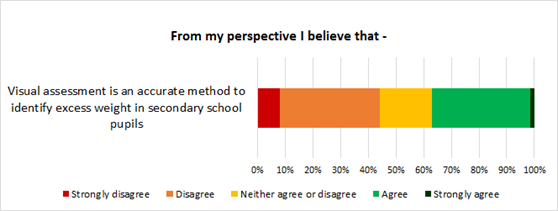 From my perspective I believe that -
Visual assessment is an accurate method to
identify excess weight in secondary school
pupils
0% 10% 20% 30% 40% 50% 60% 70% 80% 90% 100%
Strongly disagree Disagree Neither agree or disagree Agree Strongly agree